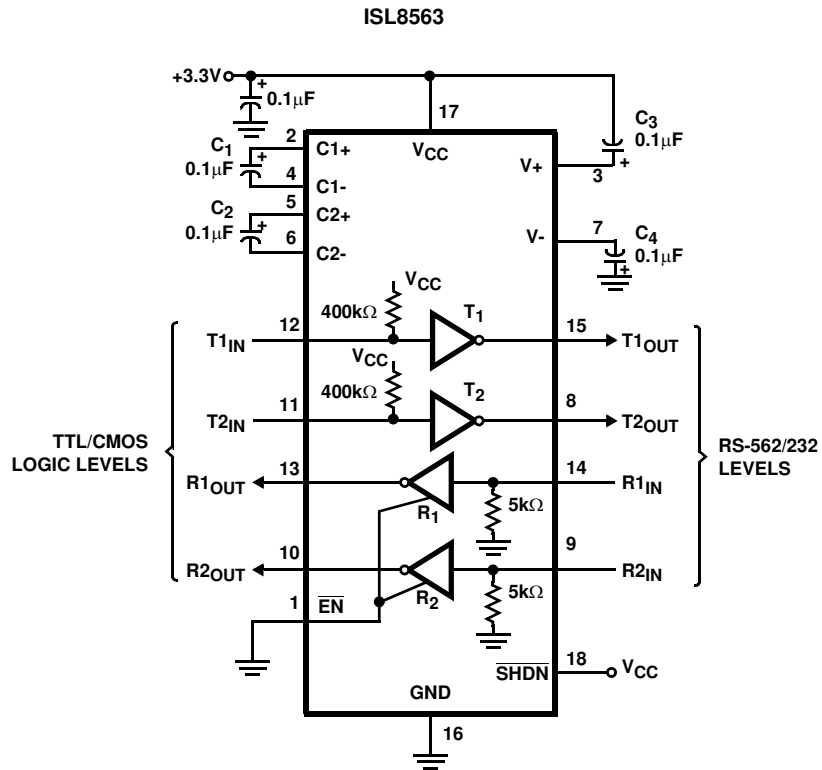 ISL8563
+3.3V
+
0.1μF
17
2
C1+
VCC
C3
0.1μF
+
V+
3
C1
0.1μF
+
4
C1-
C2
0.1μF
+
5
C2+
6
C2-
7
V-
C4
0.1μF
+
VCC
400kΩ
T1
12
15
T1IN
T1OUT
VCC
400kΩ
T2
11
8
T2IN
T2OUT
TTL/CMOS
LOGIC LEVELS
RS-562/232
LEVELS
13
14
R1OUT
R1IN
R1
5kΩ
10
9
R2OUT
R2IN
R2
5kΩ
1
EN
SHDN
18
VCC
GND
16